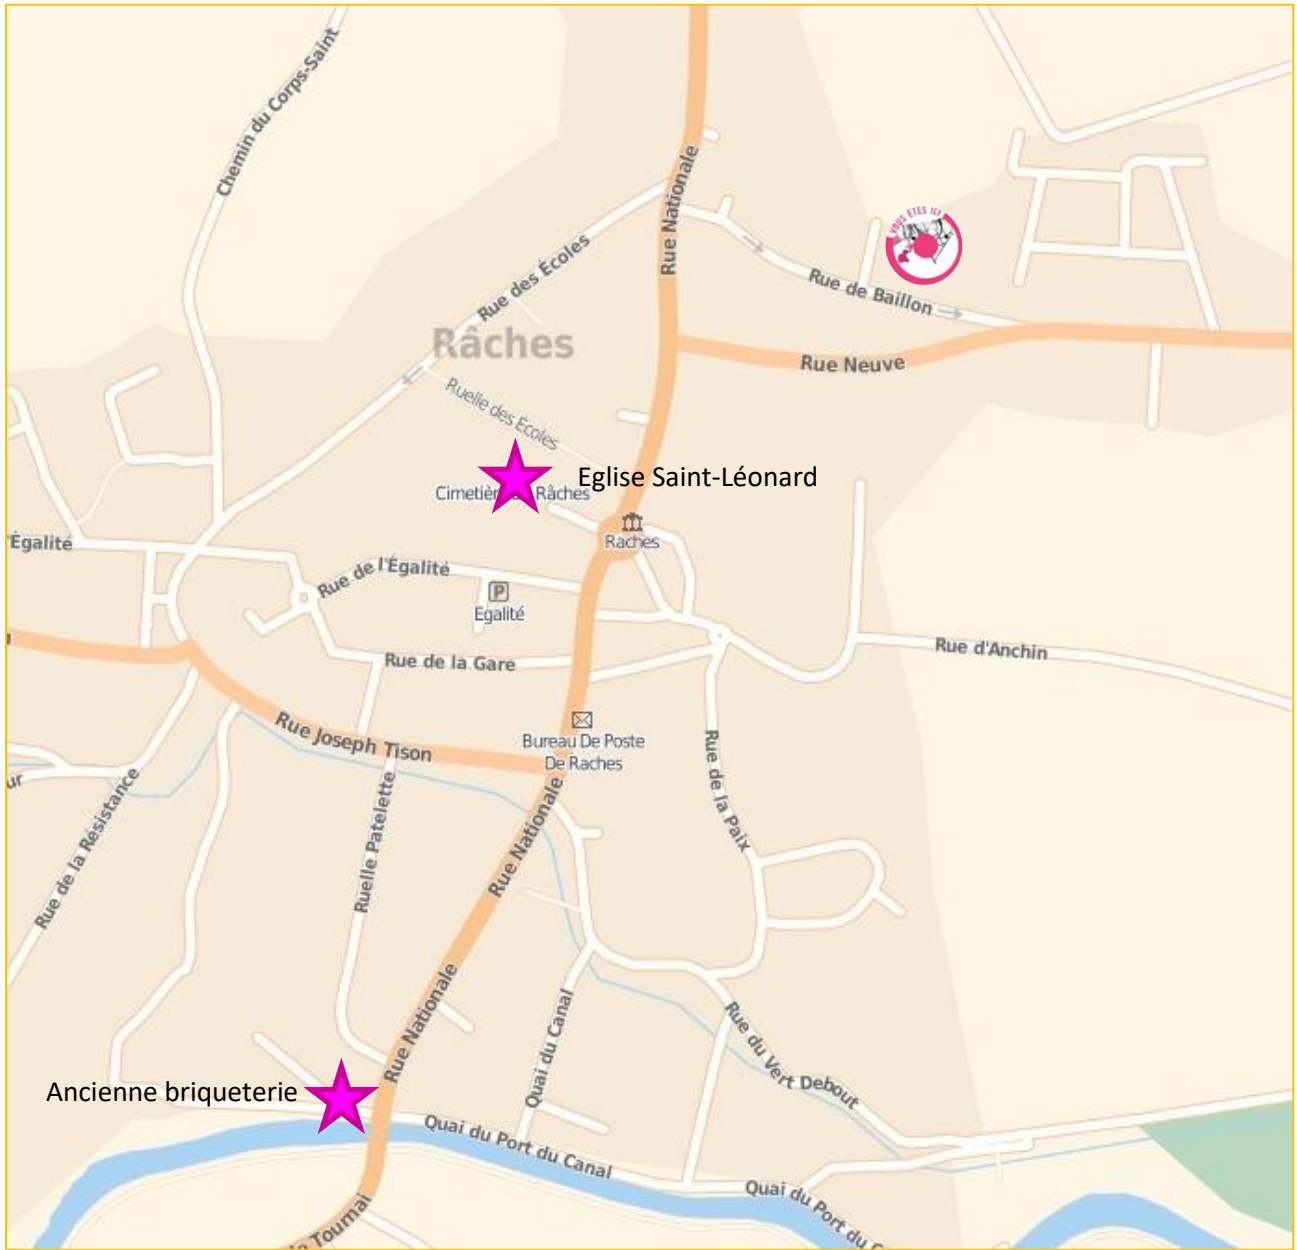 Chemin du Corps-Saint
Rue Nationale
VOUS ETES ICI
Rue des Écoles
Rue de Baillon
Râches
Rue Neuve
Ruelle des Écoles
Eglise Saint-Léonard
Cimetière Râches
Raches
l'Égalité
Rue de l'Égalité
P
Egalité
Rue d'Anchin
Rue de la Gare
Rue Joseph Tison
Bureau De Poste
De Raches
Rue de la Paix
ur
Rue de la Résistance
Ruelle Patelette
Rue Nationale
Rue Nationale
Quai du Canal
Rue du Vert Debout
Ancienne briqueterie
Quai du Port du Canal
Quai du Port du C
Tournai